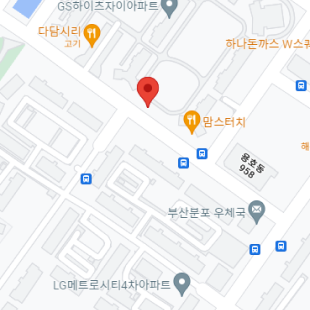 GS하이츠자이아파트
다담시리
고기
하나돈까스 W스퀘
맘스터치
해
용호동
958
부산분포 우체국
LG메트로시티4차아파트